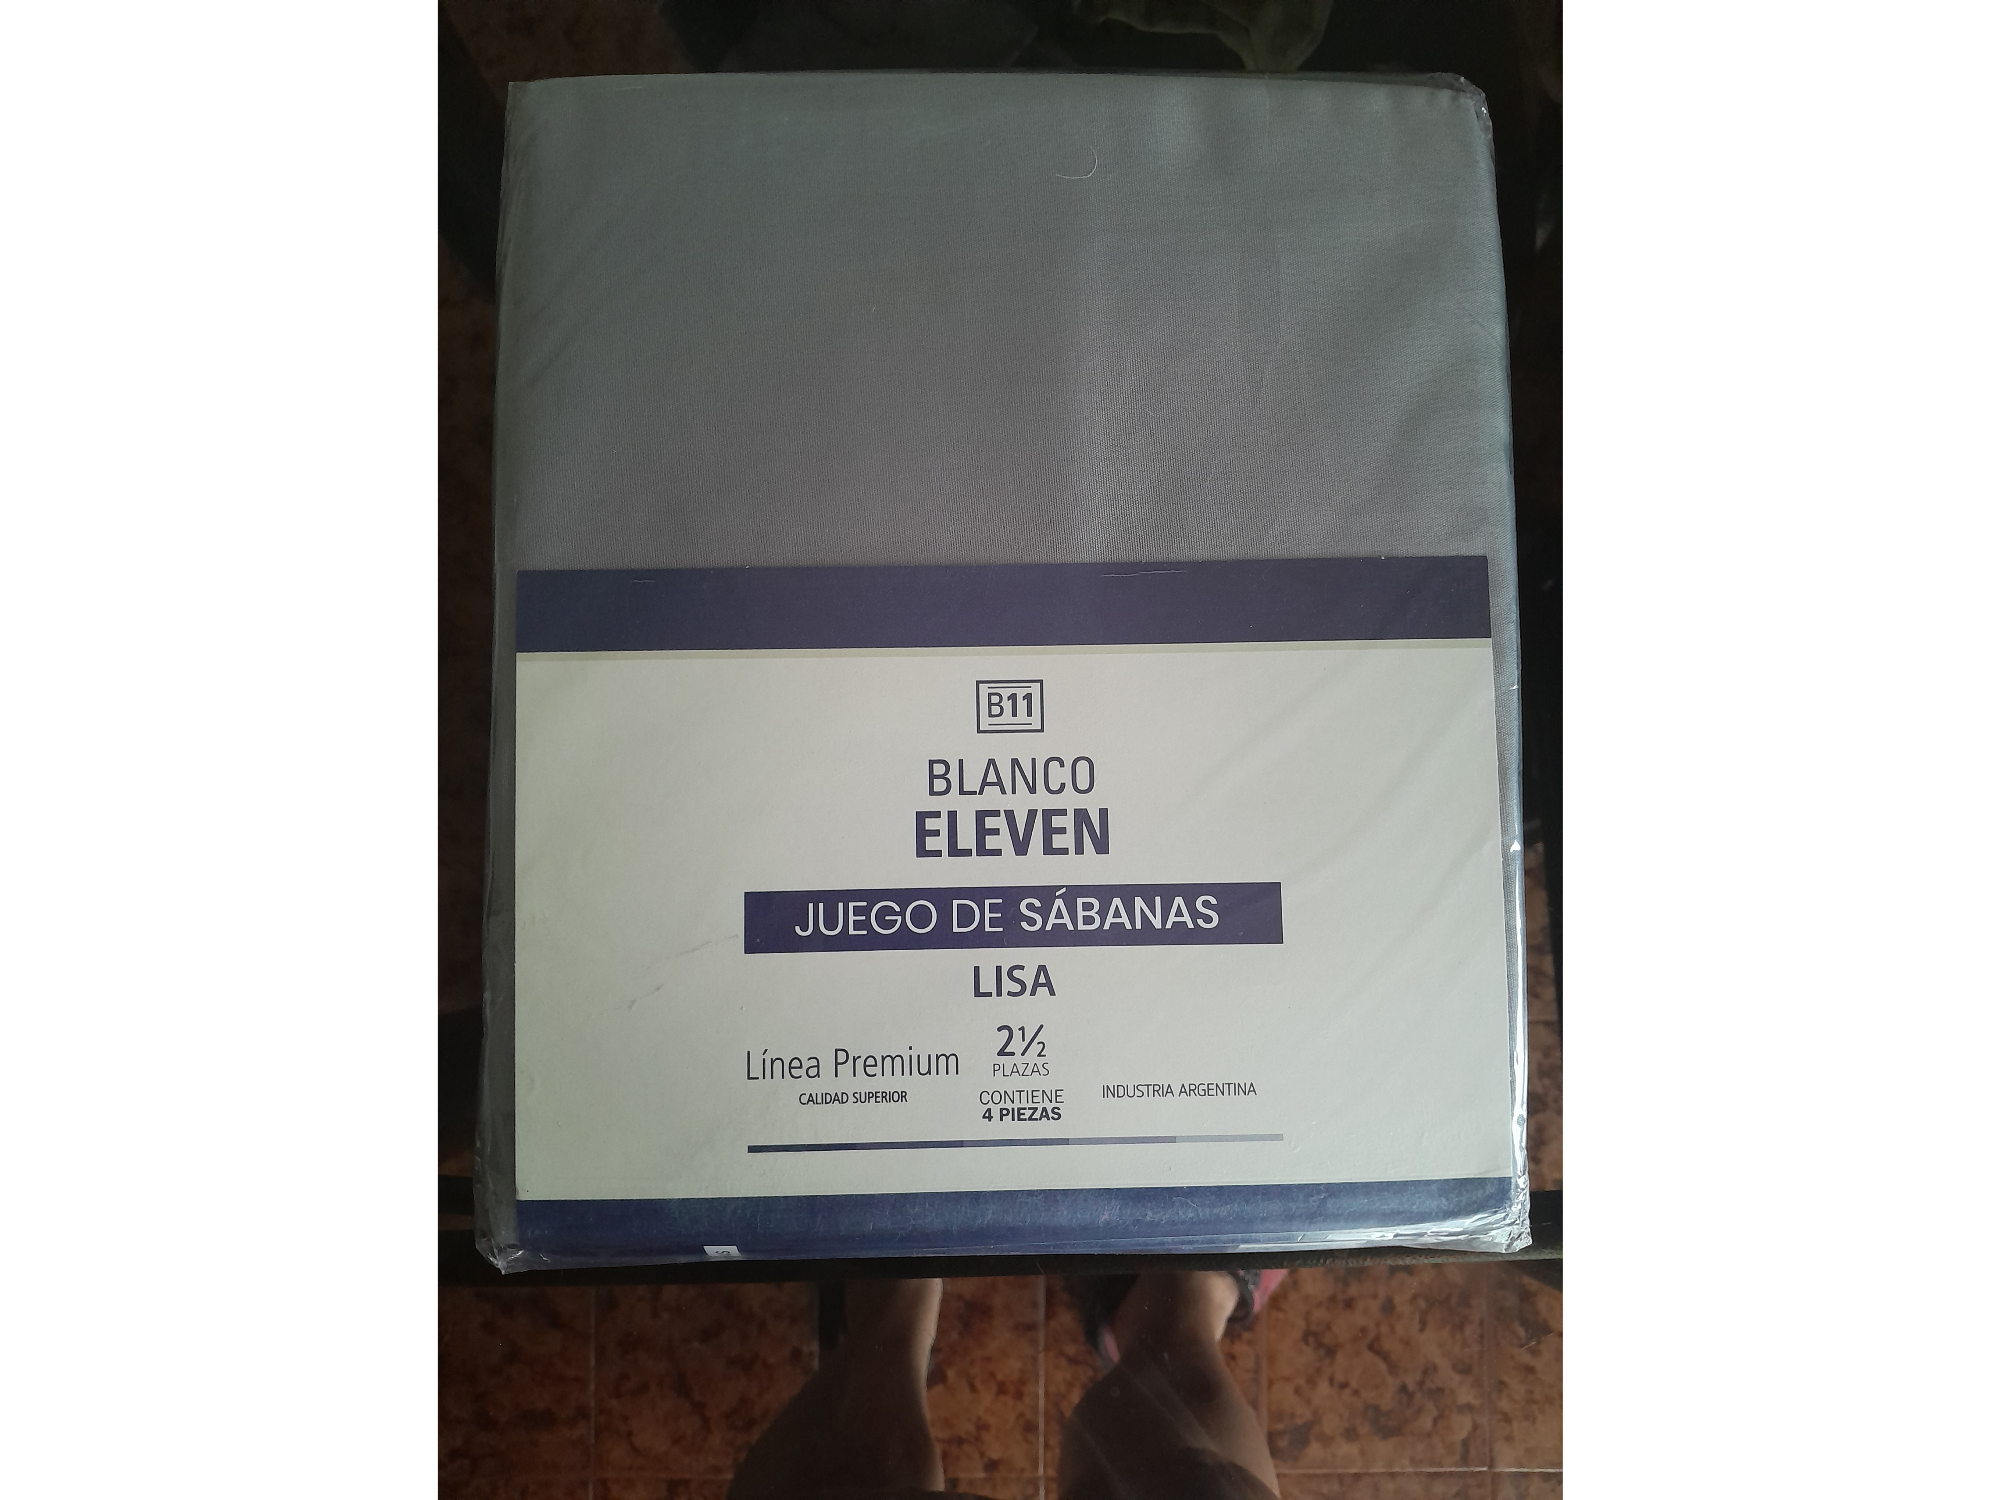 B11
BLANCO
ELEVEN
JUEGO DE SÁBANAS
LISA
Línea Premium
CALIDAD SUPERIOR
2½
PLAZAS
CONTIENE
4 PIEZAS
INDUSTRIA ARGENTINA